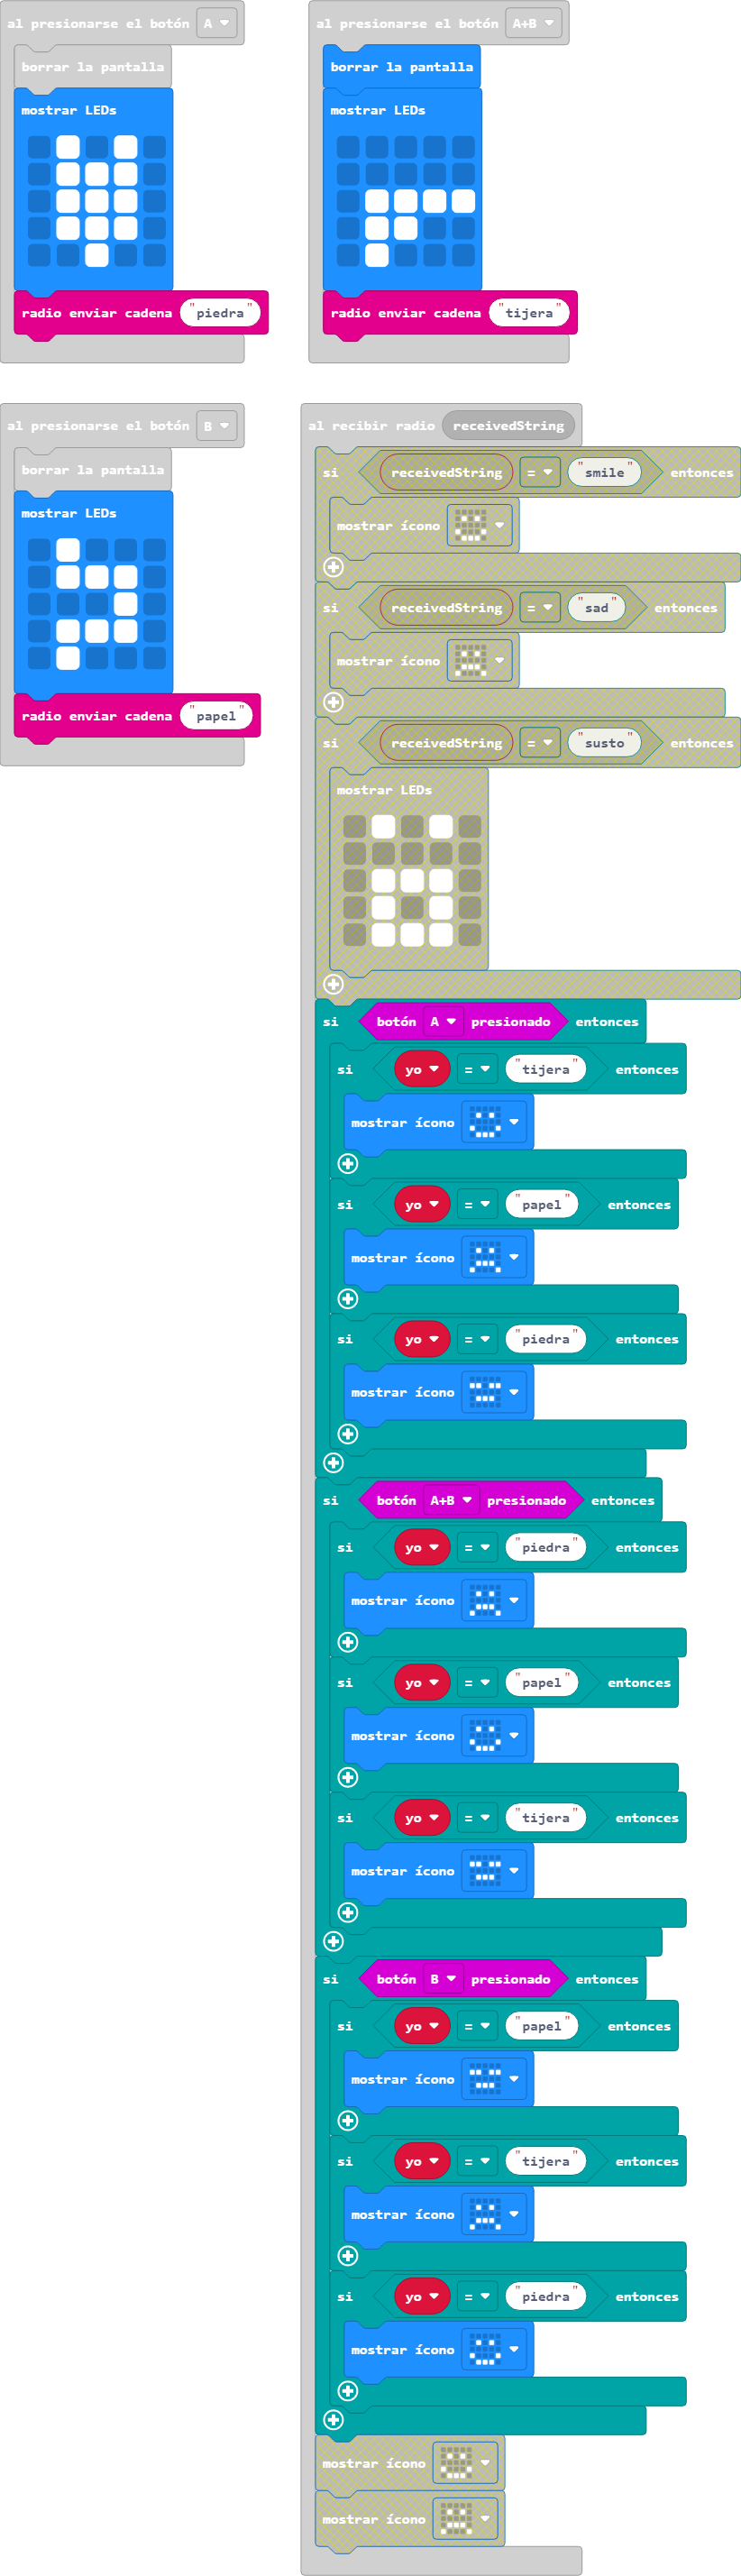 al presionarse el botón A
borrar la pantalla
mostrar LEDs
radio enviar cadena "piedra"
al presionarse el botón A+B
borrar la pantalla
mostrar LEDs
radio enviar cadena "tijera"
al presionarse el botón B
borrar la pantalla
mostrar LEDs
radio enviar cadena "papel"
al recibir radio receivedString
si receivedString = "smile" entonces
mostrar ícono
si receivedString = "sad" entonces
mostrar ícono
si receivedString = "susto" entonces
mostrar LEDs
si botón A presionado entonces
si yo = "tijera" entonces
mostrar ícono
si yo = "papel" entonces
mostrar ícono
si yo = "piedra" entonces
mostrar ícono
si botón A+B presionado entonces
si yo = "piedra" entonces
mostrar ícono
si yo = "papel" entonces
mostrar ícono
si yo = "tijera" entonces
mostrar ícono
si botón B presionado entonces
si yo = "papel" entonces
mostrar ícono
si yo = "tijera" entonces
mostrar ícono
si yo = "piedra" entonces
mostrar ícono
mostrar ícono
mostrar ícono